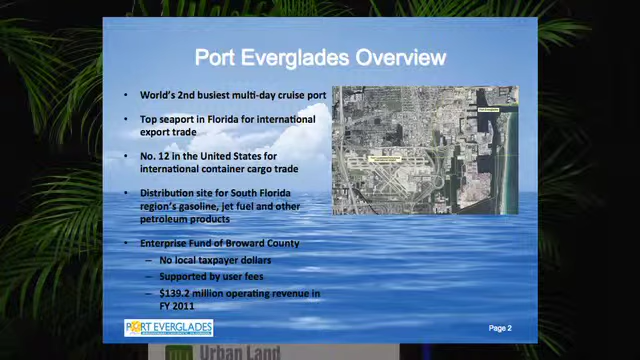 Port Everglades Overview
• World's 2nd busiest multi-day cruise port
• Top seaport in Florida for international
export trade
• No. 12 in the United States for
international container cargo trade
• Distribution site for South Florida
region's gasoline, jet fuel and other
petroleum products
• Enterprise Fund of Broward County
– No local taxpayer dollars
– Supported by user fees
– $139.2 million operating revenue in
FY 2011
PORT EVERGLADES
Page 2
Urban Land